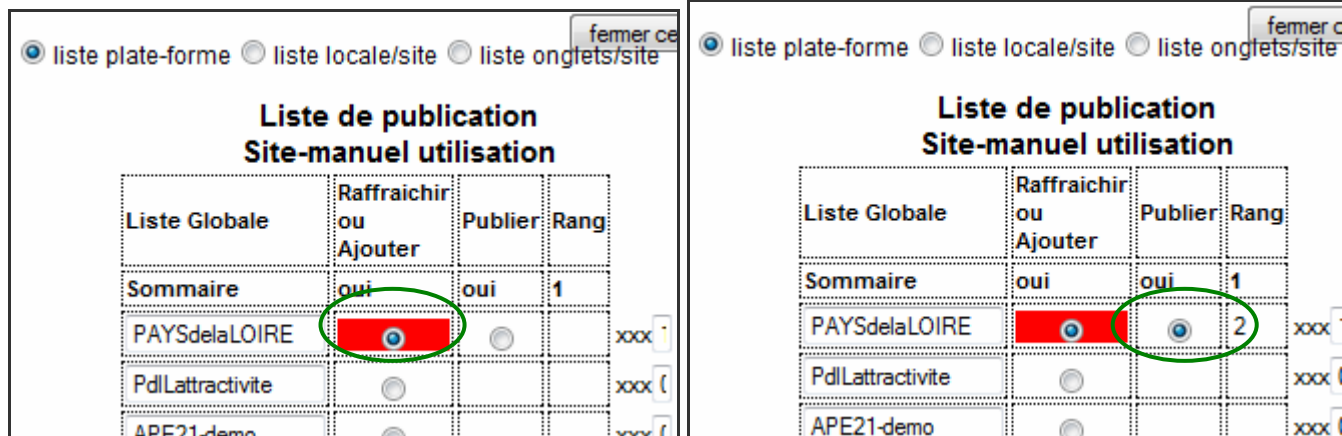 fermer ce
liste plate-forme liste locale/site liste onglets/site
Liste de publication
Site-manuel utilisation
Liste Globale Raffraichir ou Ajouter Publier Rang
Sommaire oui oui 1
PAYSdelaLOIRE xxx
PdlLattractivite xxx
APE21-demo xxx
fermer c
liste plate-forme liste locale/site liste onglets/site
Liste de publication
Site-manuel utilisation
Liste Globale Raffraichir ou Ajouter Publier Rang
Sommaire oui oui 1
PAYSdelaLOIRE 2 xxx
PdlLattractivite xxx
APE21-demo xxx